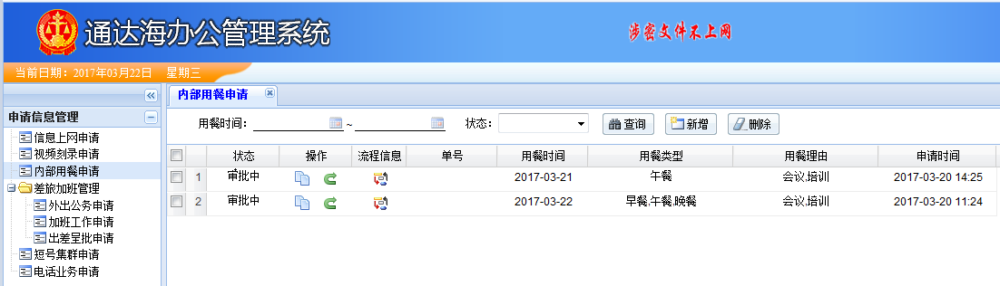 通达海办公管理系统
涉密文件不上网
当前日期：2017年03月22日 星期三
内部用餐申请
申请信息管理
信息上网申请
视频刻录申请
内部用餐申请
差旅加班管理
外出公务申请
加班工作申请
出差呈批申请
短号集群申请
电话业务申请
用餐时间： ~ 状态： 查询 新增 删除
状态 操作 流程信息 单号 用餐时间 用餐类型 用餐理由 申请时间
1 审批中 2017-03-21 午餐 会议,培训 2017-03-20 14:25
2 审批中 2017-03-22 早餐,午餐,晚餐 会议,培训 2017-03-20 11:24